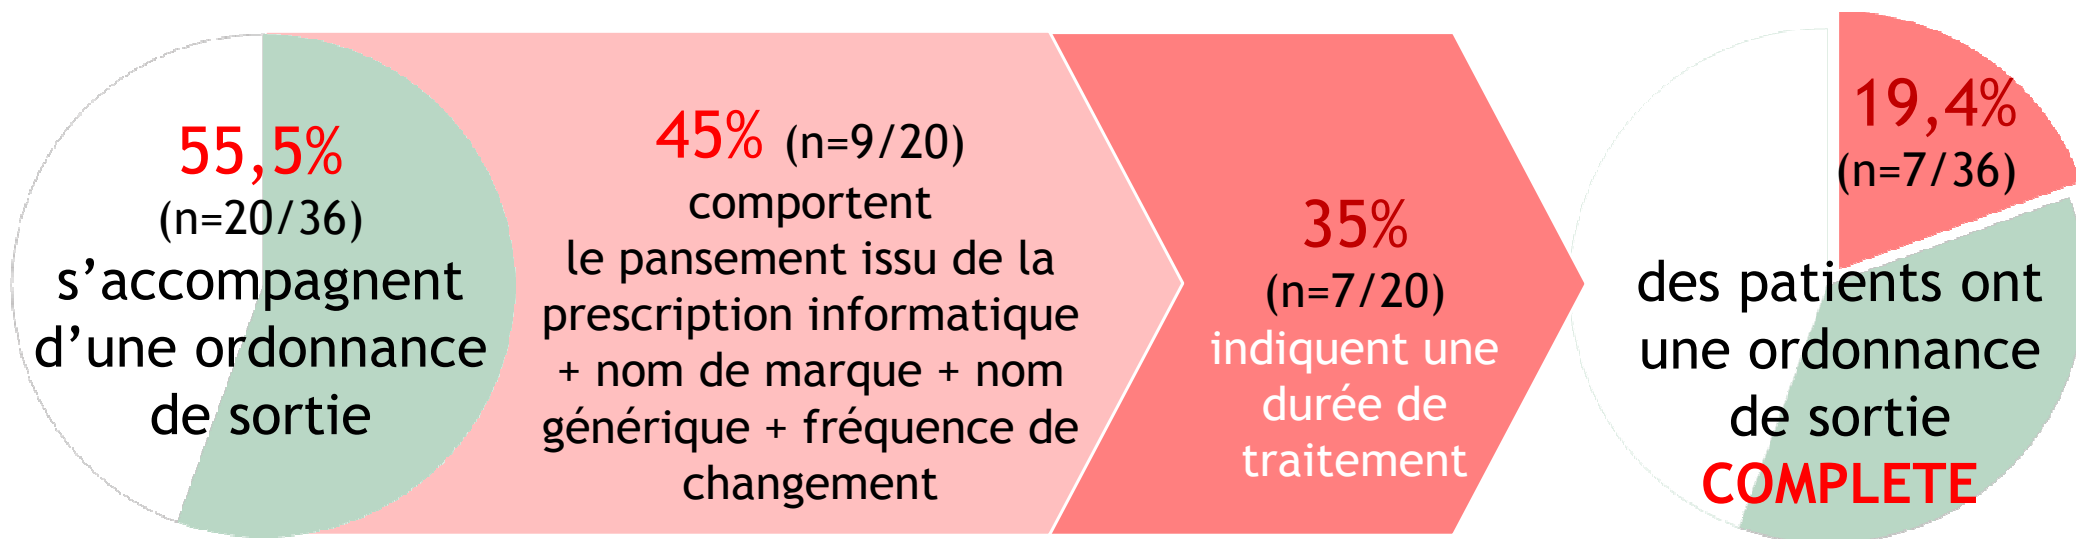 55,5%
(n=20/36)
s’accompagnent
d’une ordonnance
de sortie
45% (n=9/20)
comportent
le pansement issu de la
prescription informatique
+ nom de marque + nom
générique + fréquence de
changement
35%
(n=7/20)
indiquent une
durée de
traitement
19,4%
(n=7/36)
des patients ont
une ordonnance
de sortie
COMPLETE